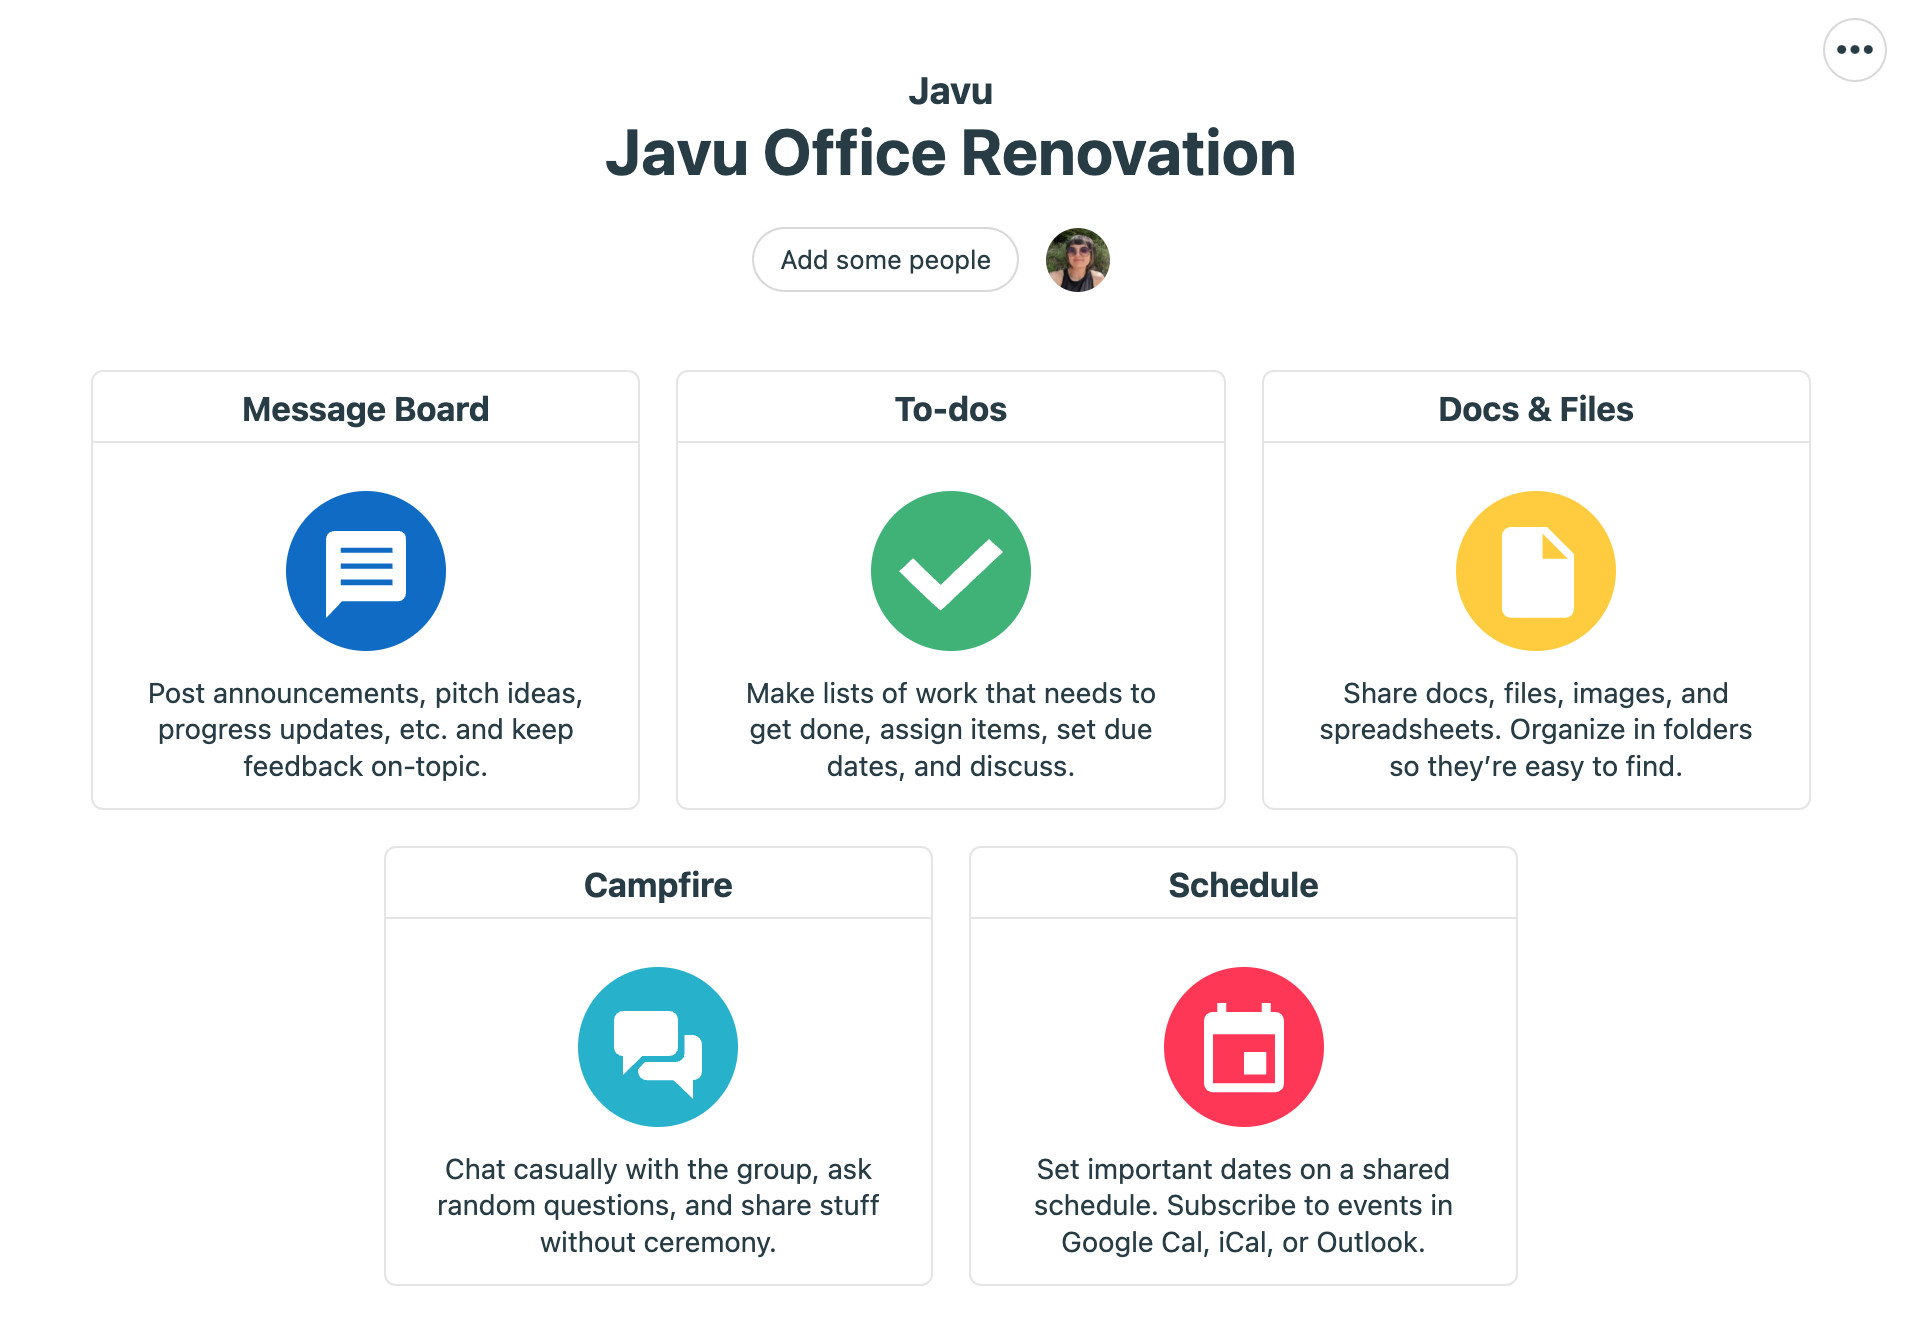 Javu
Javu Office Renovation
Add some people
Message Board
Post announcements, pitch ideas,
progress updates, etc. and keep
feedback on-topic.
To-dos
Make lists of work that needs to
get done, assign items, set due
dates, and discuss.
Docs & Files
Share docs, files, images, and
spreadsheets. Organize in folders
so they’re easy to find.
Campfire
Chat casually with the group, ask
random questions, and share stuff
without ceremony.
Schedule
Set important dates on a shared
schedule. Subscribe to events in
Google Cal, iCal, or Outlook.